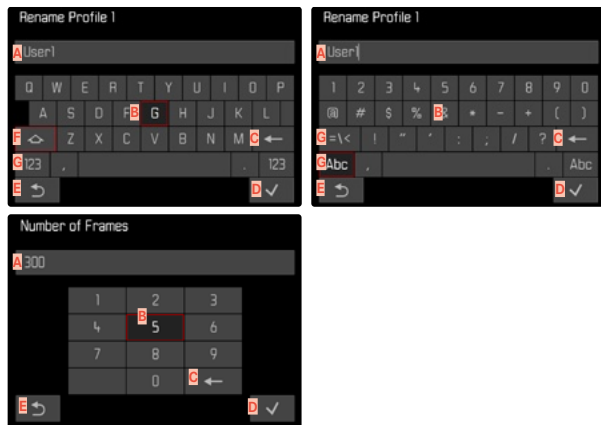 Rename Profile 1
A User1
Q W E R T Y U I O P
A S D F B G H J K L
F Z X C V B N M C ←
G 123 , . 123
E D ✓
Rename Profile 1
A User1
1 2 3 4 5 6 7 8 9 0
@ # $ % B * - + ( )
G =\< ! " ' : ; / ? C ←
G Abc , . Abc
E D ✓
Number of Frames
A 300
1 2 3
B
4 5 6
7 8 9
0 C ←
E D ✓